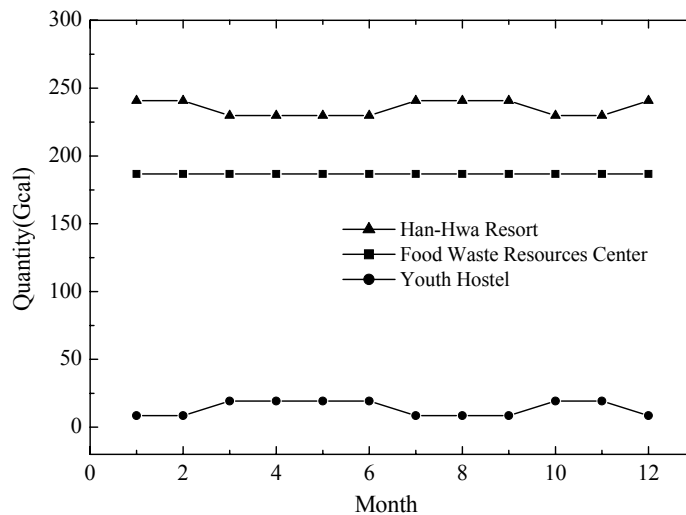 300
250
200
150
100
50
0
Quantity(Gcal)
Han-Hwa Resort
Food Waste Resources Center
Youth Hostel
0 2 4 6 8 10 12
Month